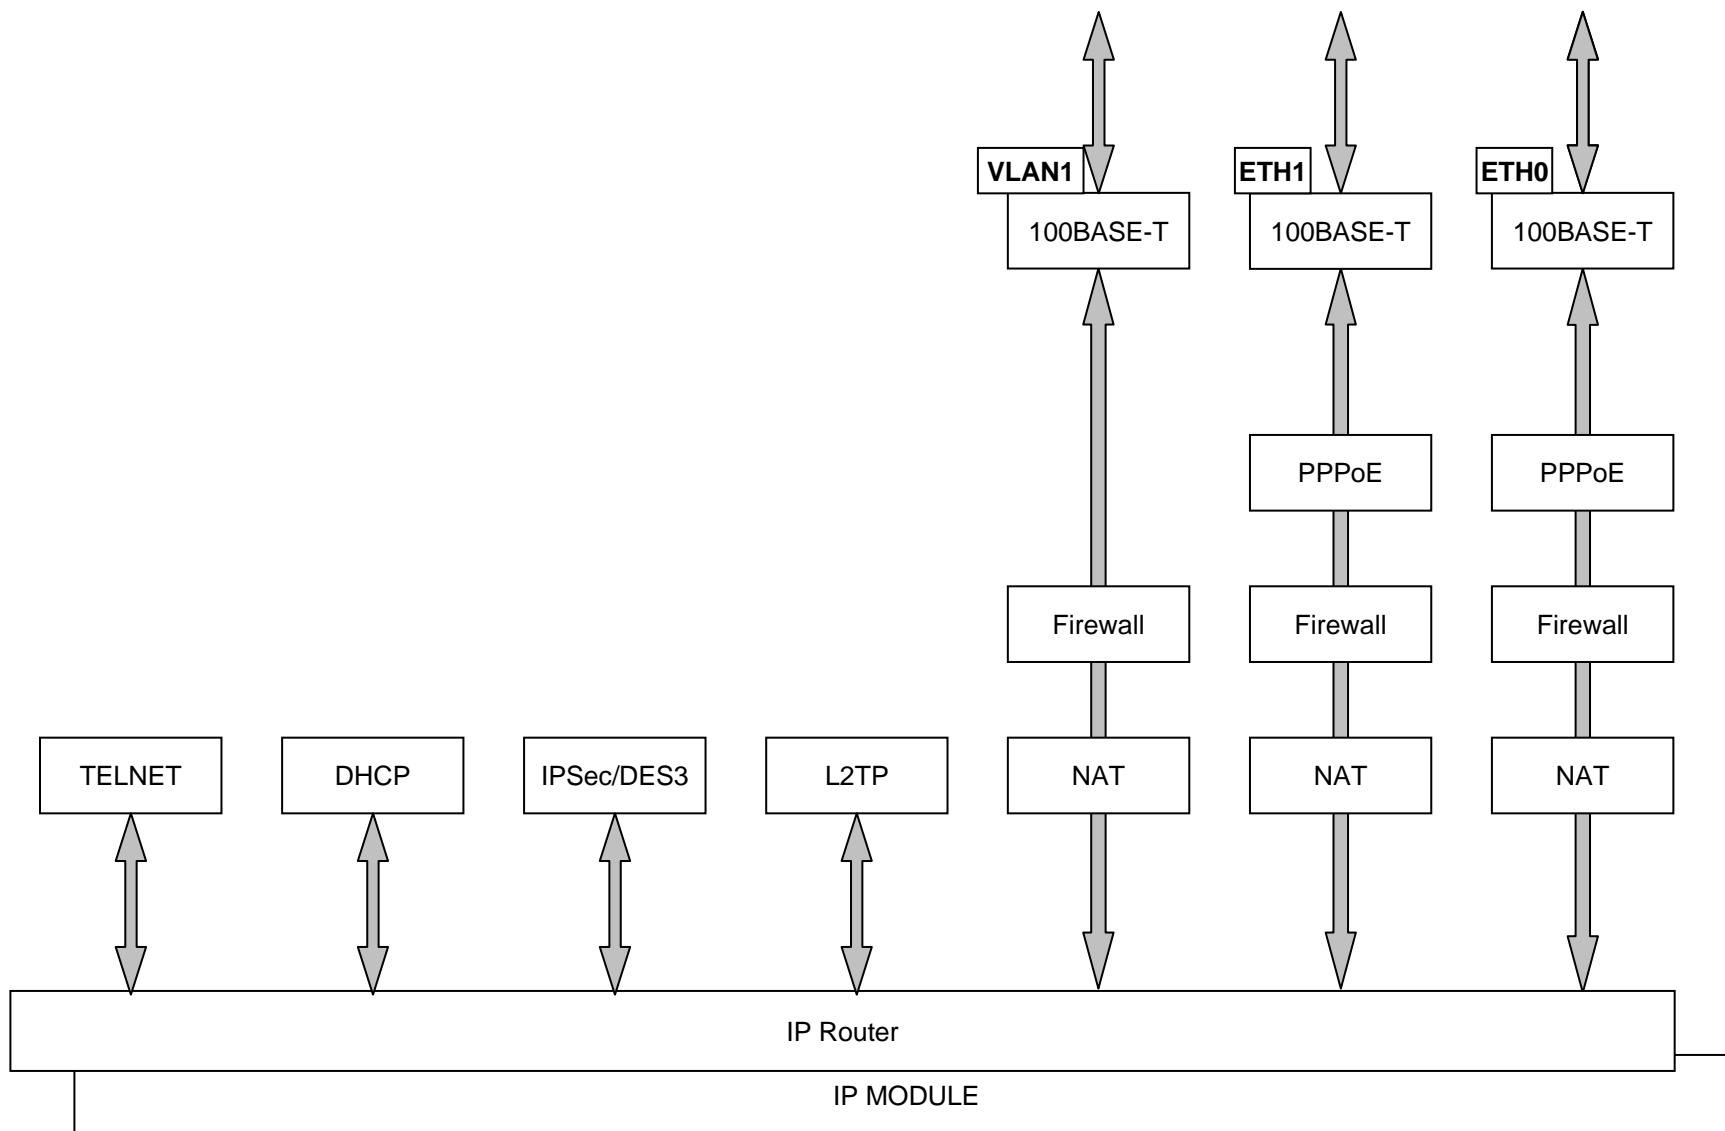 VLAN1
ETH1
ETH0
100BASE-T
100BASE-T
100BASE-T
PPPoE
PPPoE
Firewall
Firewall
Firewall
TELNET
DHCP
IPSec/DES3
L2TP
NAT
NAT
NAT
IP Router
IP MODULE